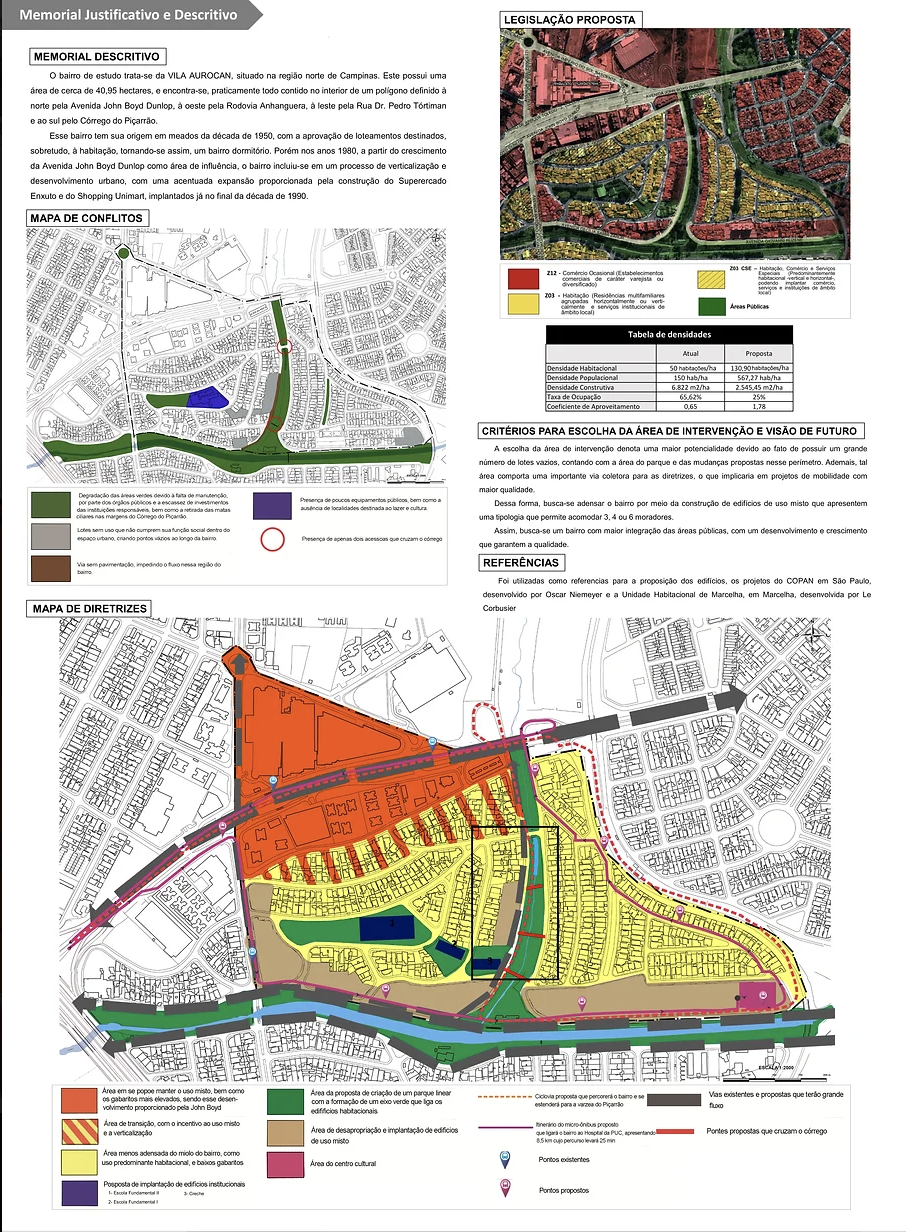 Memorial Justificativo e Descritivo
MEMORIAL DESCRITIVO
O bairro de estudo trata-se da VILA AUROCAN, situado na região norte de Campinas. Este possui uma
área de cerca de 40,95 hectares, e encontra-se, praticamente todo contido no interior de um polígono definido à
norte pela Avenida John Boyd Dunlop, à oeste pela Rodovia Anhanguera, à leste pela Rua Dr. Pedro Tórtiman
e ao sul pelo Córrego do Piçarrão.
Esse bairro tem sua origem em meados da década de 1950, com a aprovação de loteamentos destinados,
sobretudo, à habitação, tornando-se assim, um bairro dormitório. Porém nos anos 1980, a partir do crescimento
da Avenida John Boyd Dunlop como área de influência, o bairro incluiu-se em um processo de verticalização e
desenvolvimento urbano, com uma acentuada expansão proporcionada pela construção do Superercado
Enxuto e do Shopping Unimart, implantados já no final da década de 1990.
MAPA DE CONFLITOS
Degradação das áreas verdes devido à falta de manutenção,
por parte dos órgãos públicos e a escassez de investimentos
das instituições responsáveis, bem como a retirada das matas
ciliares nas margens do Córrego do Piçarrão.
Lotes sem uso que não cumprem sua função social dentro do
espaço urbano, criando pontos vázios ao longo do bairro.
Via sem pavimentação, impedindo o fluxo nessa região do
bairro.
Presença de poucos equipamentos públicos, bem como a
ausência de localidades destinada ao lazer e cultura.
Presença de apenas dois acessoas que cruzam o córrego
LEGISLAÇÃO PROPOSTA
Z12 - Comércio Ocasional (Estabelecimentos
comerciais de caráter varejista ou
diversificado)
Z03 - Habitação (Residências multifamiliares
agrupadas horizontalmente ou verti-
calmente e serviços institucionais de
âmbito local)
Z03 CSE – Habitação, Comércio e Serviços
Especiais (Predominantemente
habitacional -vertical e horizontal-,
podendo implantar comércio,
serviços e instituições de âmbito
local)
Áreas Públicas
Tabela de densidades
Atual Proposta
Densidade Habitacional 50 habitações/ha 130,90 habitações/ha
Densidade Populacional 150 hab/ha 567,27 hab/ha
Densidade Construtiva 6.822 m2/ha 2.545,45 m2/ha
Taxa de Ocupação 65,62% 25%
Coeficiente de Aproveitamento 0,65 1,78
CRITÉRIOS PARA ESCOLHA DA ÁREA DE INTERVENÇÃO E VISÃO DE FUTURO
A escolha da área de intervenção denota uma maior potencialidade devido ao fato de possuir um grande
número de lotes vazios, contando com a área do parque e das mudanças propostas nesse perímetro. Ademais, tal
área comporta uma importante via coletora para as diretrizes, o que implicaria em projetos de mobilidade com
maior qualidade.
Dessa forma, busca-se adensar o bairro por meio da construção de edifícios de uso misto que apresentem
uma tipologia que permite acomodar 3, 4 ou 6 moradores.
Assim, busca-se um bairro com maior integração das áreas públicas, com um desenvolvimento e crescimento
que garantem a qualidade.
REFERÊNCIAS
Foi utilizadas como referencias para a proposição dos edifícios, os projetos do COPAN em São Paulo,
desenvolvido por Oscar Niemeyer e a Unidade Habitacional de Marcelha, em Marcelha, desenvolvida por Le
Corbusier
MAPA DE DIRETRIZES
1
2
3
ESCALA 1:2000
Área em se popoe manter o uso misto, bem como
os gabaritos mais elevados, sendo esse desen-
volvimento proporcionado pela John Boyd
Área de transição, com o incentivo ao uso misto
e a verticalização
Área menos adensada do miolo do bairro, como
uso predominante habitacional, e baixos gabaritos
Posposta de implantação de edifícios institucionais
1- Escola Fundamental II 3- Creche
2- Escola Fundamental I
Área da proposta de criação de um parque linear
com a formação de um eixo verde que liga os
edificios habitacionais
Área de desapropriação e implantação de edifícios
de uso misto
Área do centro cultural
Ciclovia proposta que percorerá o bairro e se
estenderá para a varzea do Piçarrão
Itinerário do micro-ônibus proposto
que ligará o bairro ao Hospital da PUC, apresentando
8,5 km cujo percurso levará 25 min
Pontos existentes
Pontos propostos
Vias existentes e propostas que terão grande
fluxo
Pontes propostas que cruzam o córrego